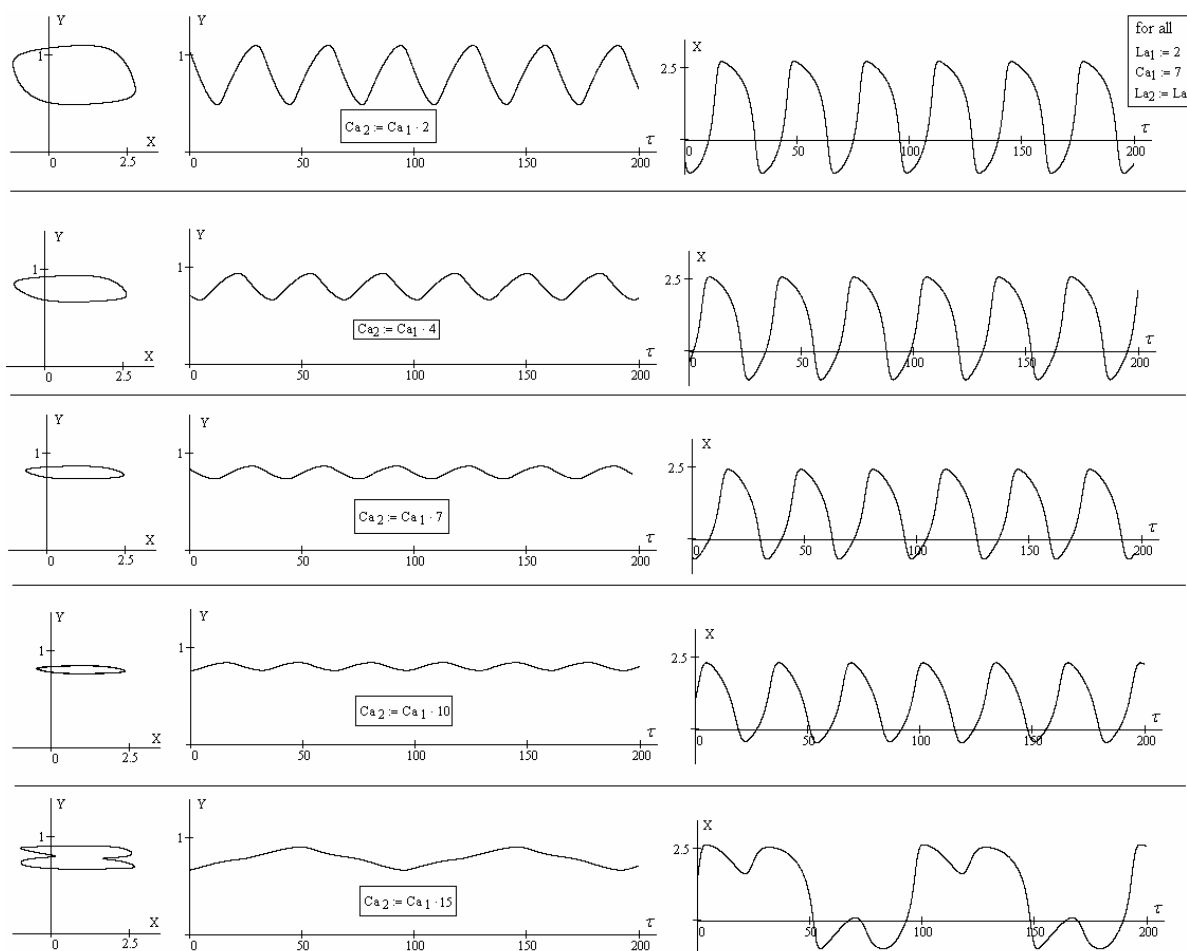 Y
1
0
2.5
X
Y
1
0
50
100
150
200
τ
Ca₂ := Ca₁ · 2
X
2.5
0
50
100
150
200
τ
for all
La₁ := 2
Ca₁ := 7
La₂ := La
Y
1
0
2.5
X
Y
1
0
50
100
150
200
τ
Ca₂ := Ca₁ · 4
X
2.5
0
50
100
150
200
τ
Y
1
0
2.5
X
Y
1
0
50
100
150
200
τ
Ca₂ := Ca₁ · 7
X
2.5
0
50
100
150
200
τ
Y
1
0
2.5
X
Y
1
0
50
100
150
200
τ
Ca₂ := Ca₁ · 10
X
2.5
0
50
100
150
200
τ
Y
1
0
2.5
X
Y
1
0
50
100
150
200
τ
Ca₂ := Ca₁ · 15
X
2.5
0
50
100
150
200
τ